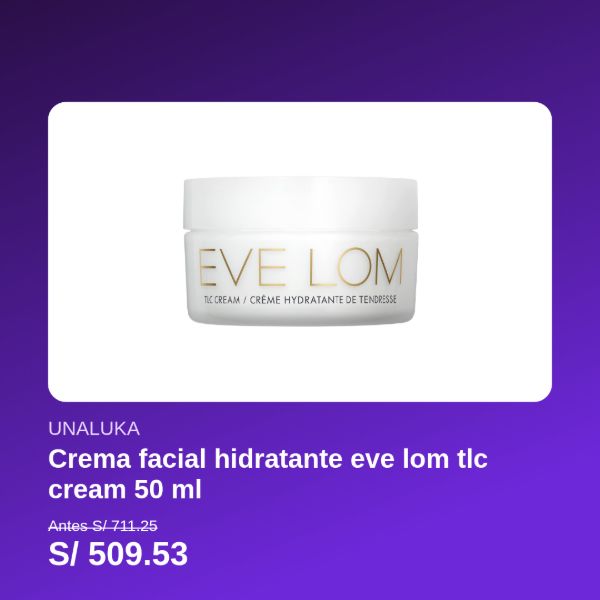 EVE LOM
TLC CREAM / CRÈME HYDRATANTE DE TENDRESSE
UNALUKA
Crema facial hidratante eve lom tlc
cream 50 ml
Antes S/ 711.25
S/ 509.53